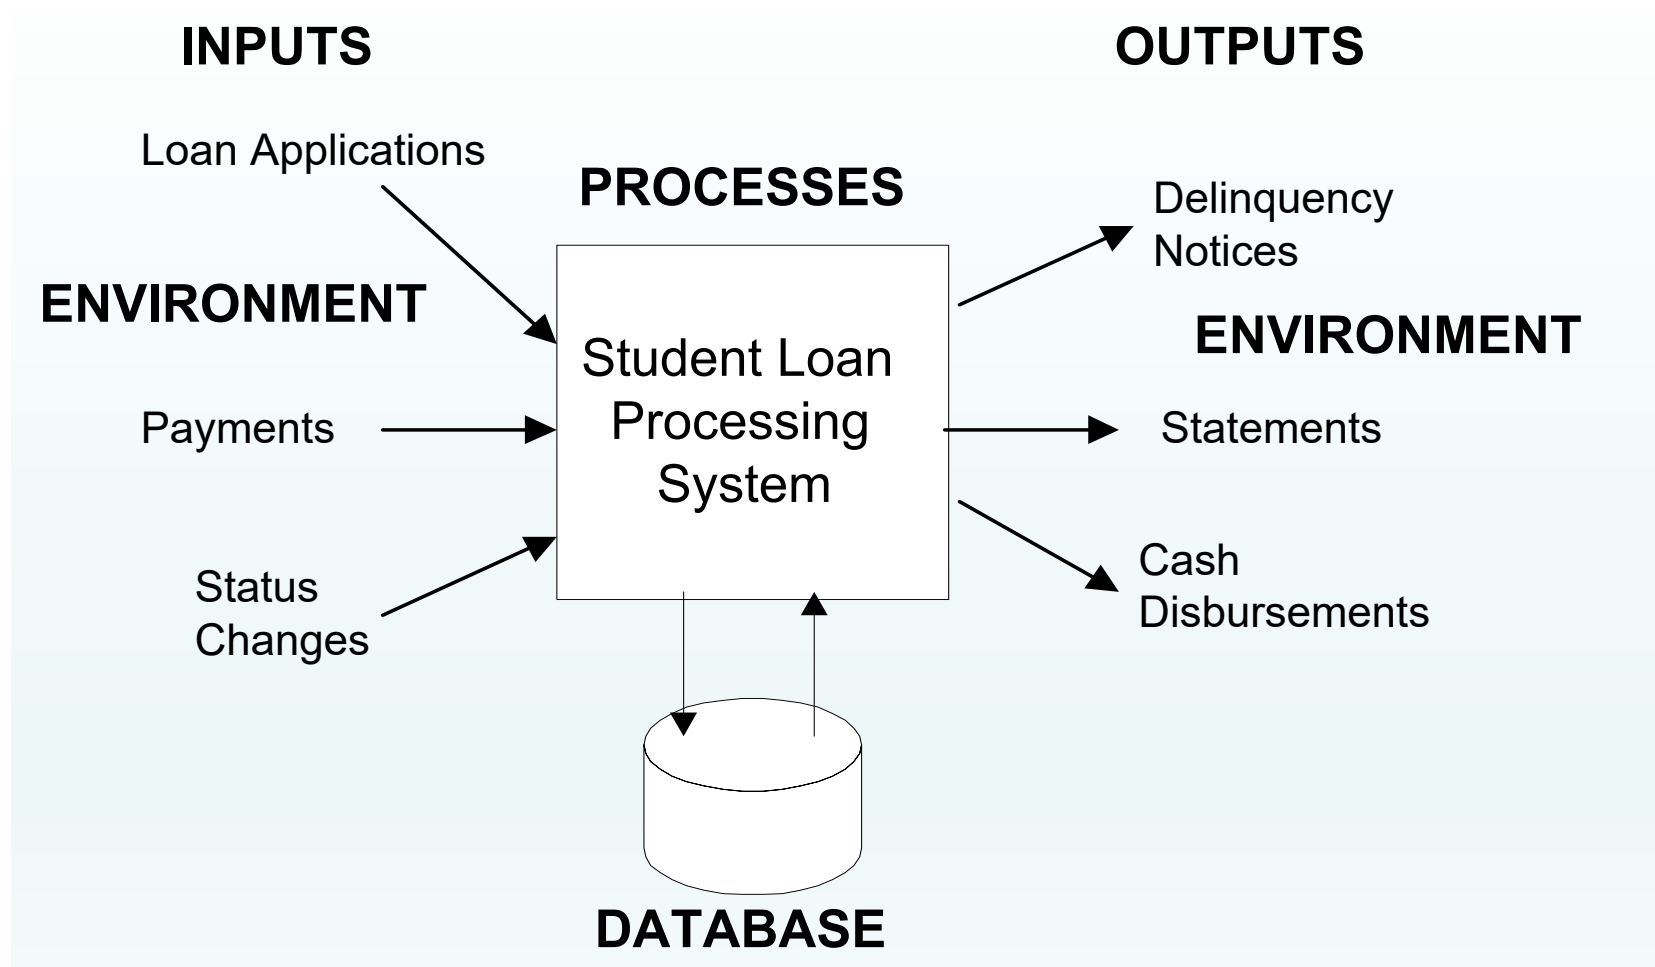 INPUTS
OUTPUTS
Loan Applications
PROCESSES
Delinquency
Notices
ENVIRONMENT
ENVIRONMENT
Student Loan
Processing
System
Payments
Statements
Status
Changes
Cash
Disbursements
DATABASE